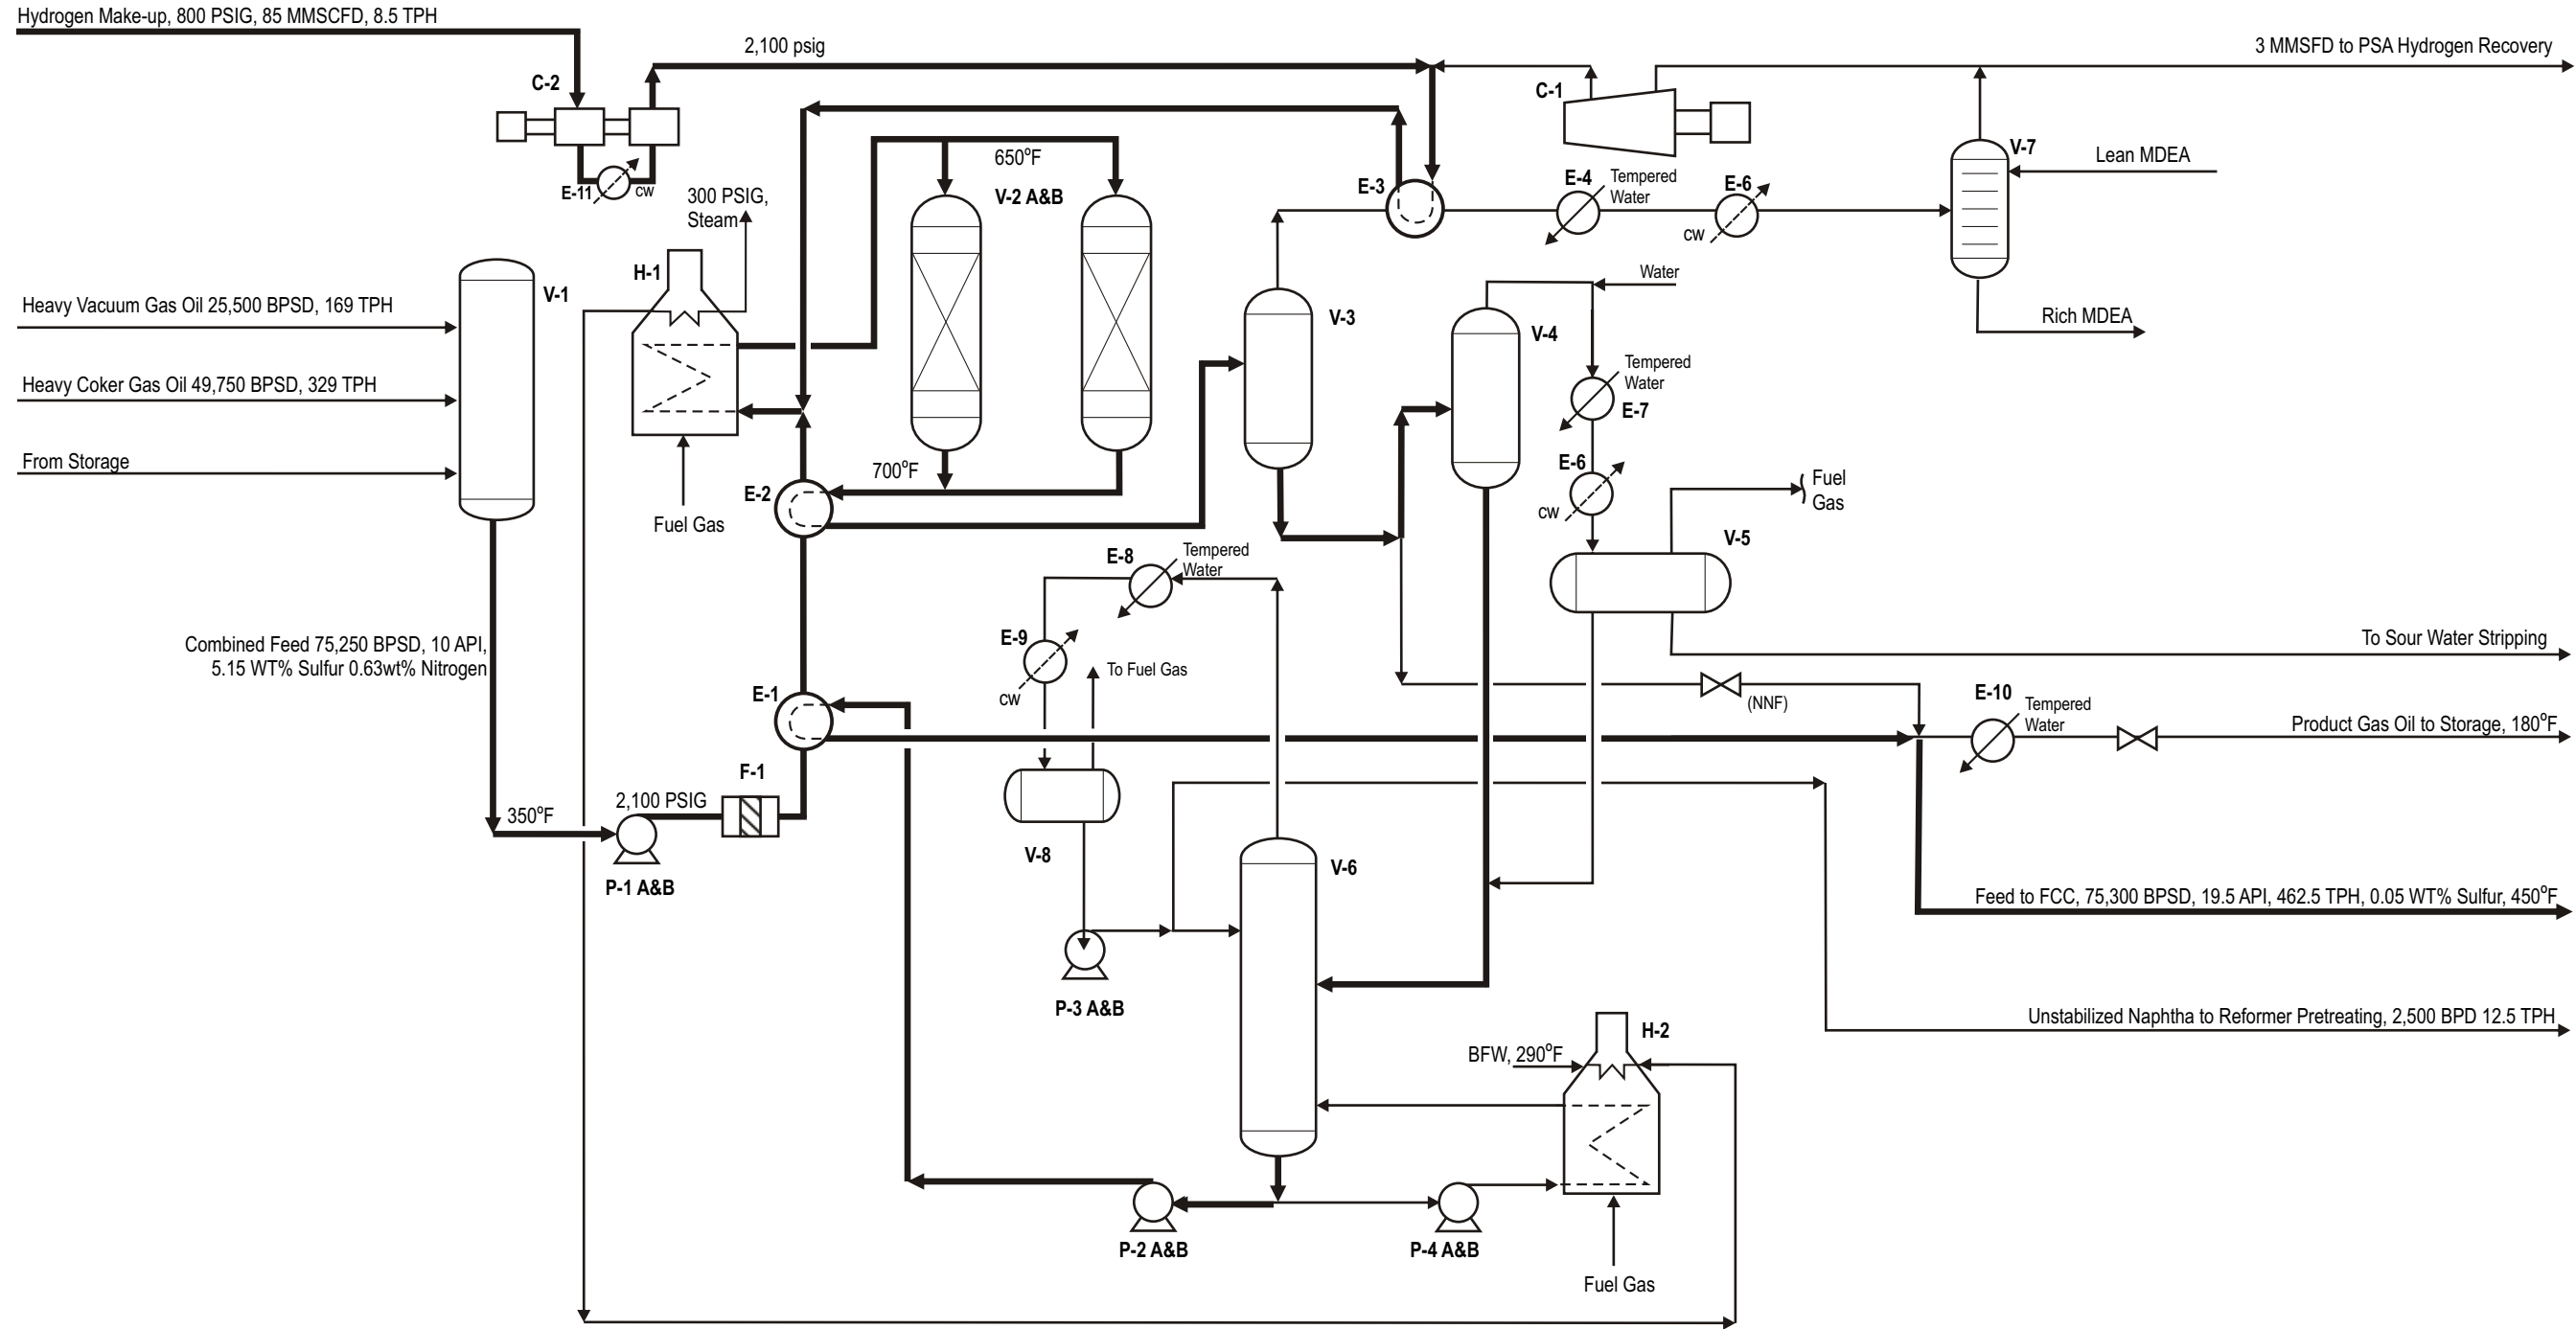 Hydrogen Make-up, 800 PSIG, 85 MMSCFD, 8.5 TPH
2,100 psig
3 MMSFD to PSA Hydrogen Recovery
C-2
C-1
E-11
cw
650ºF
V-2 A&B
300 PSIG,
Steam
E-3
E-4
Tempered
Water
E-6
cw
V-7
Lean MDEA
Rich MDEA
H-1
V-1
Heavy Vacuum Gas Oil 25,500 BPSD, 169 TPH
Heavy Coker Gas Oil 49,750 BPSD, 329 TPH
From Storage
Water
V-3
V-4
Tempered
Water
E-7
E-6
cw
700ºF
E-2
Fuel Gas
Fuel
Gas
V-5
E-8
Tempered
Water
E-9
cw
To Fuel Gas
Combined Feed 75,250 BPSD, 10 API,
5.15 WT% Sulfur 0.63wt% Nitrogen
To Sour Water Stripping
E-1
(NNF)
E-10
Tempered
Water
Product Gas Oil to Storage, 180ºF
F-1
2,100 PSIG
350ºF
P-1 A&B
V-8
V-6
Feed to FCC, 75,300 BPSD, 19.5 API, 462.5 TPH, 0.05 WT% Sulfur, 450ºF
P-3 A&B
Unstabilized Naphtha to Reformer Pretreating, 2,500 BPD 12.5 TPH
H-2
BFW, 290ºF
P-2 A&B
P-4 A&B
Fuel Gas